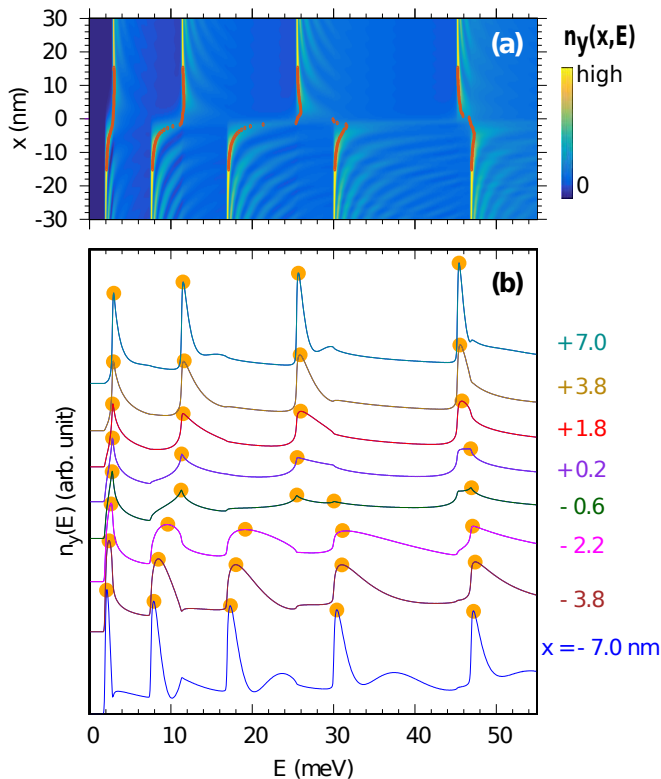 30
20
10
0
-10
-20
-30
x (nm)
(a)
n_y(x,E)
high
0
(b)
n_y(E) (arb. unit)
+7.0
+3.8
+1.8
+0.2
- 0.6
- 2.2
- 3.8
x = - 7.0 nm
0 10 20 30 40 50
E (meV)